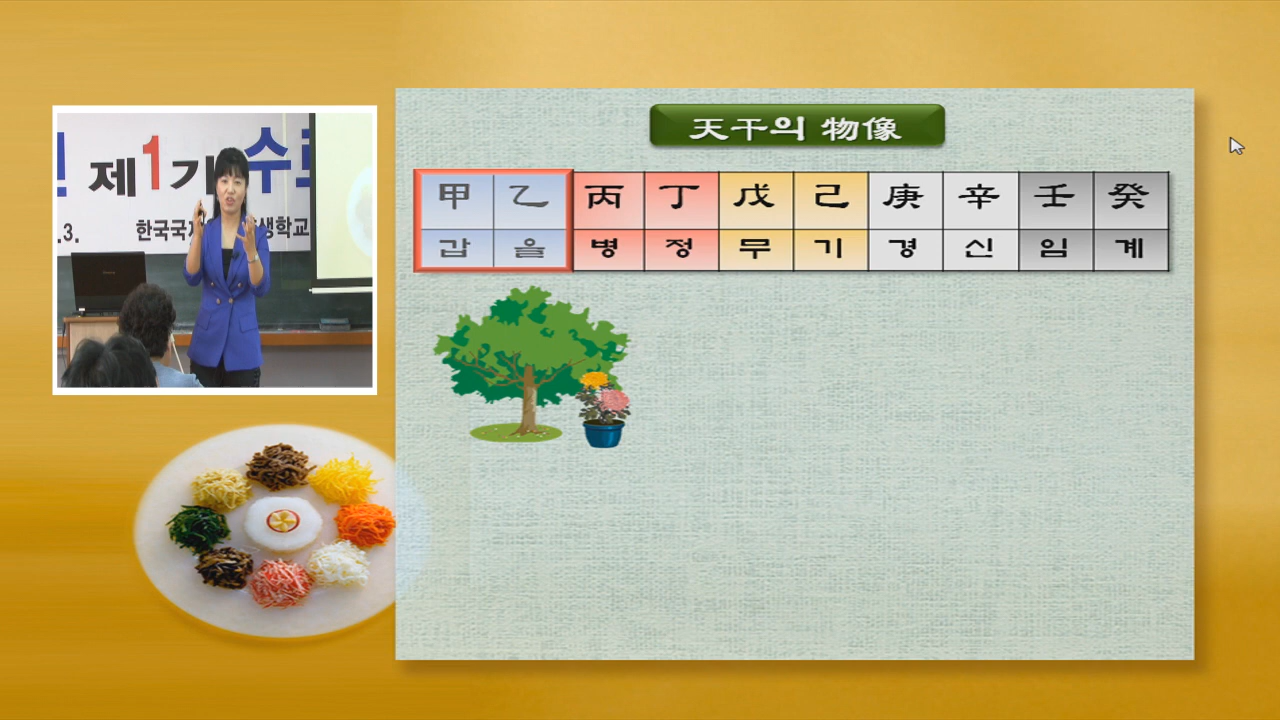 天干의 物像
甲 乙 丙 丁 戊 己 庚 辛 壬 癸
갑 을 병 정 무 기 경 신 임 계
제1기 수
.3. 한국국 생학교